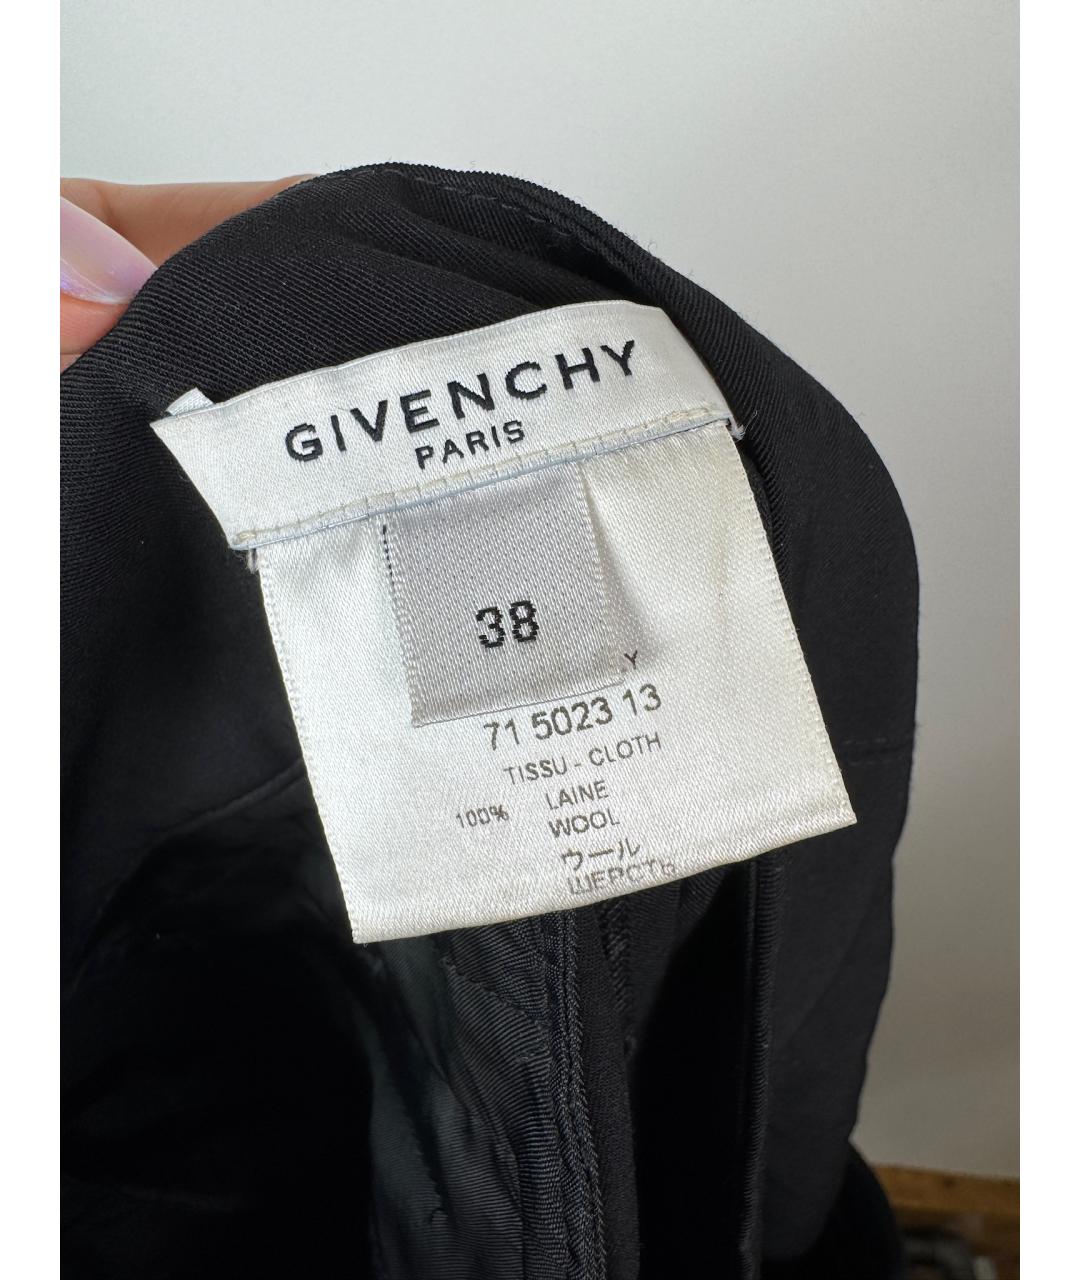 GIVENCHY
PARIS
38
Y
71 5023 13
TISSU - CLOTH
100% LAINE
WOOL
ウール
ШЕРСТЬ